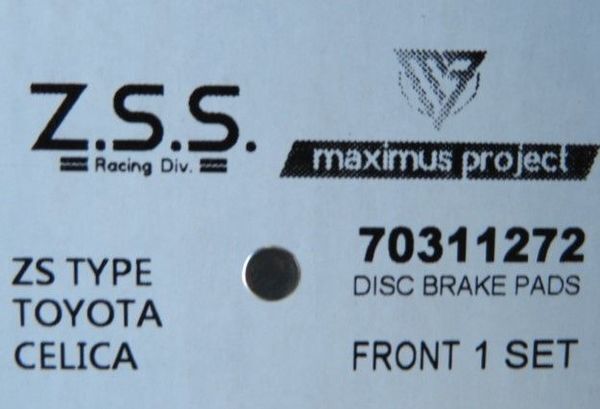 Z.S.S.
Racing Div.
maximus project
70311272
DISC BRAKE PADS
ZS TYPE
TOYOTA
CELICA
FRONT 1 SET